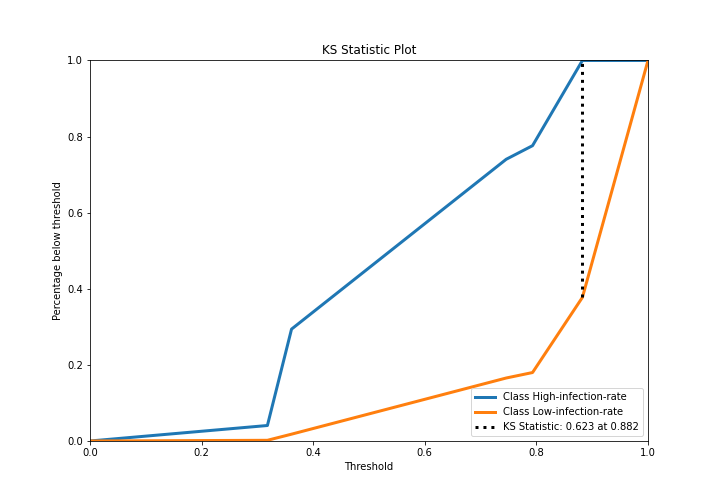 KS Statistic Plot
1.0
0.8
0.6
0.4
0.2
0.0
Percentage below threshold
0.0 0.2 0.4 0.6 0.8 1.0
Threshold
Class High-infection-rate
Class Low-infection-rate
KS Statistic: 0.623 at 0.882